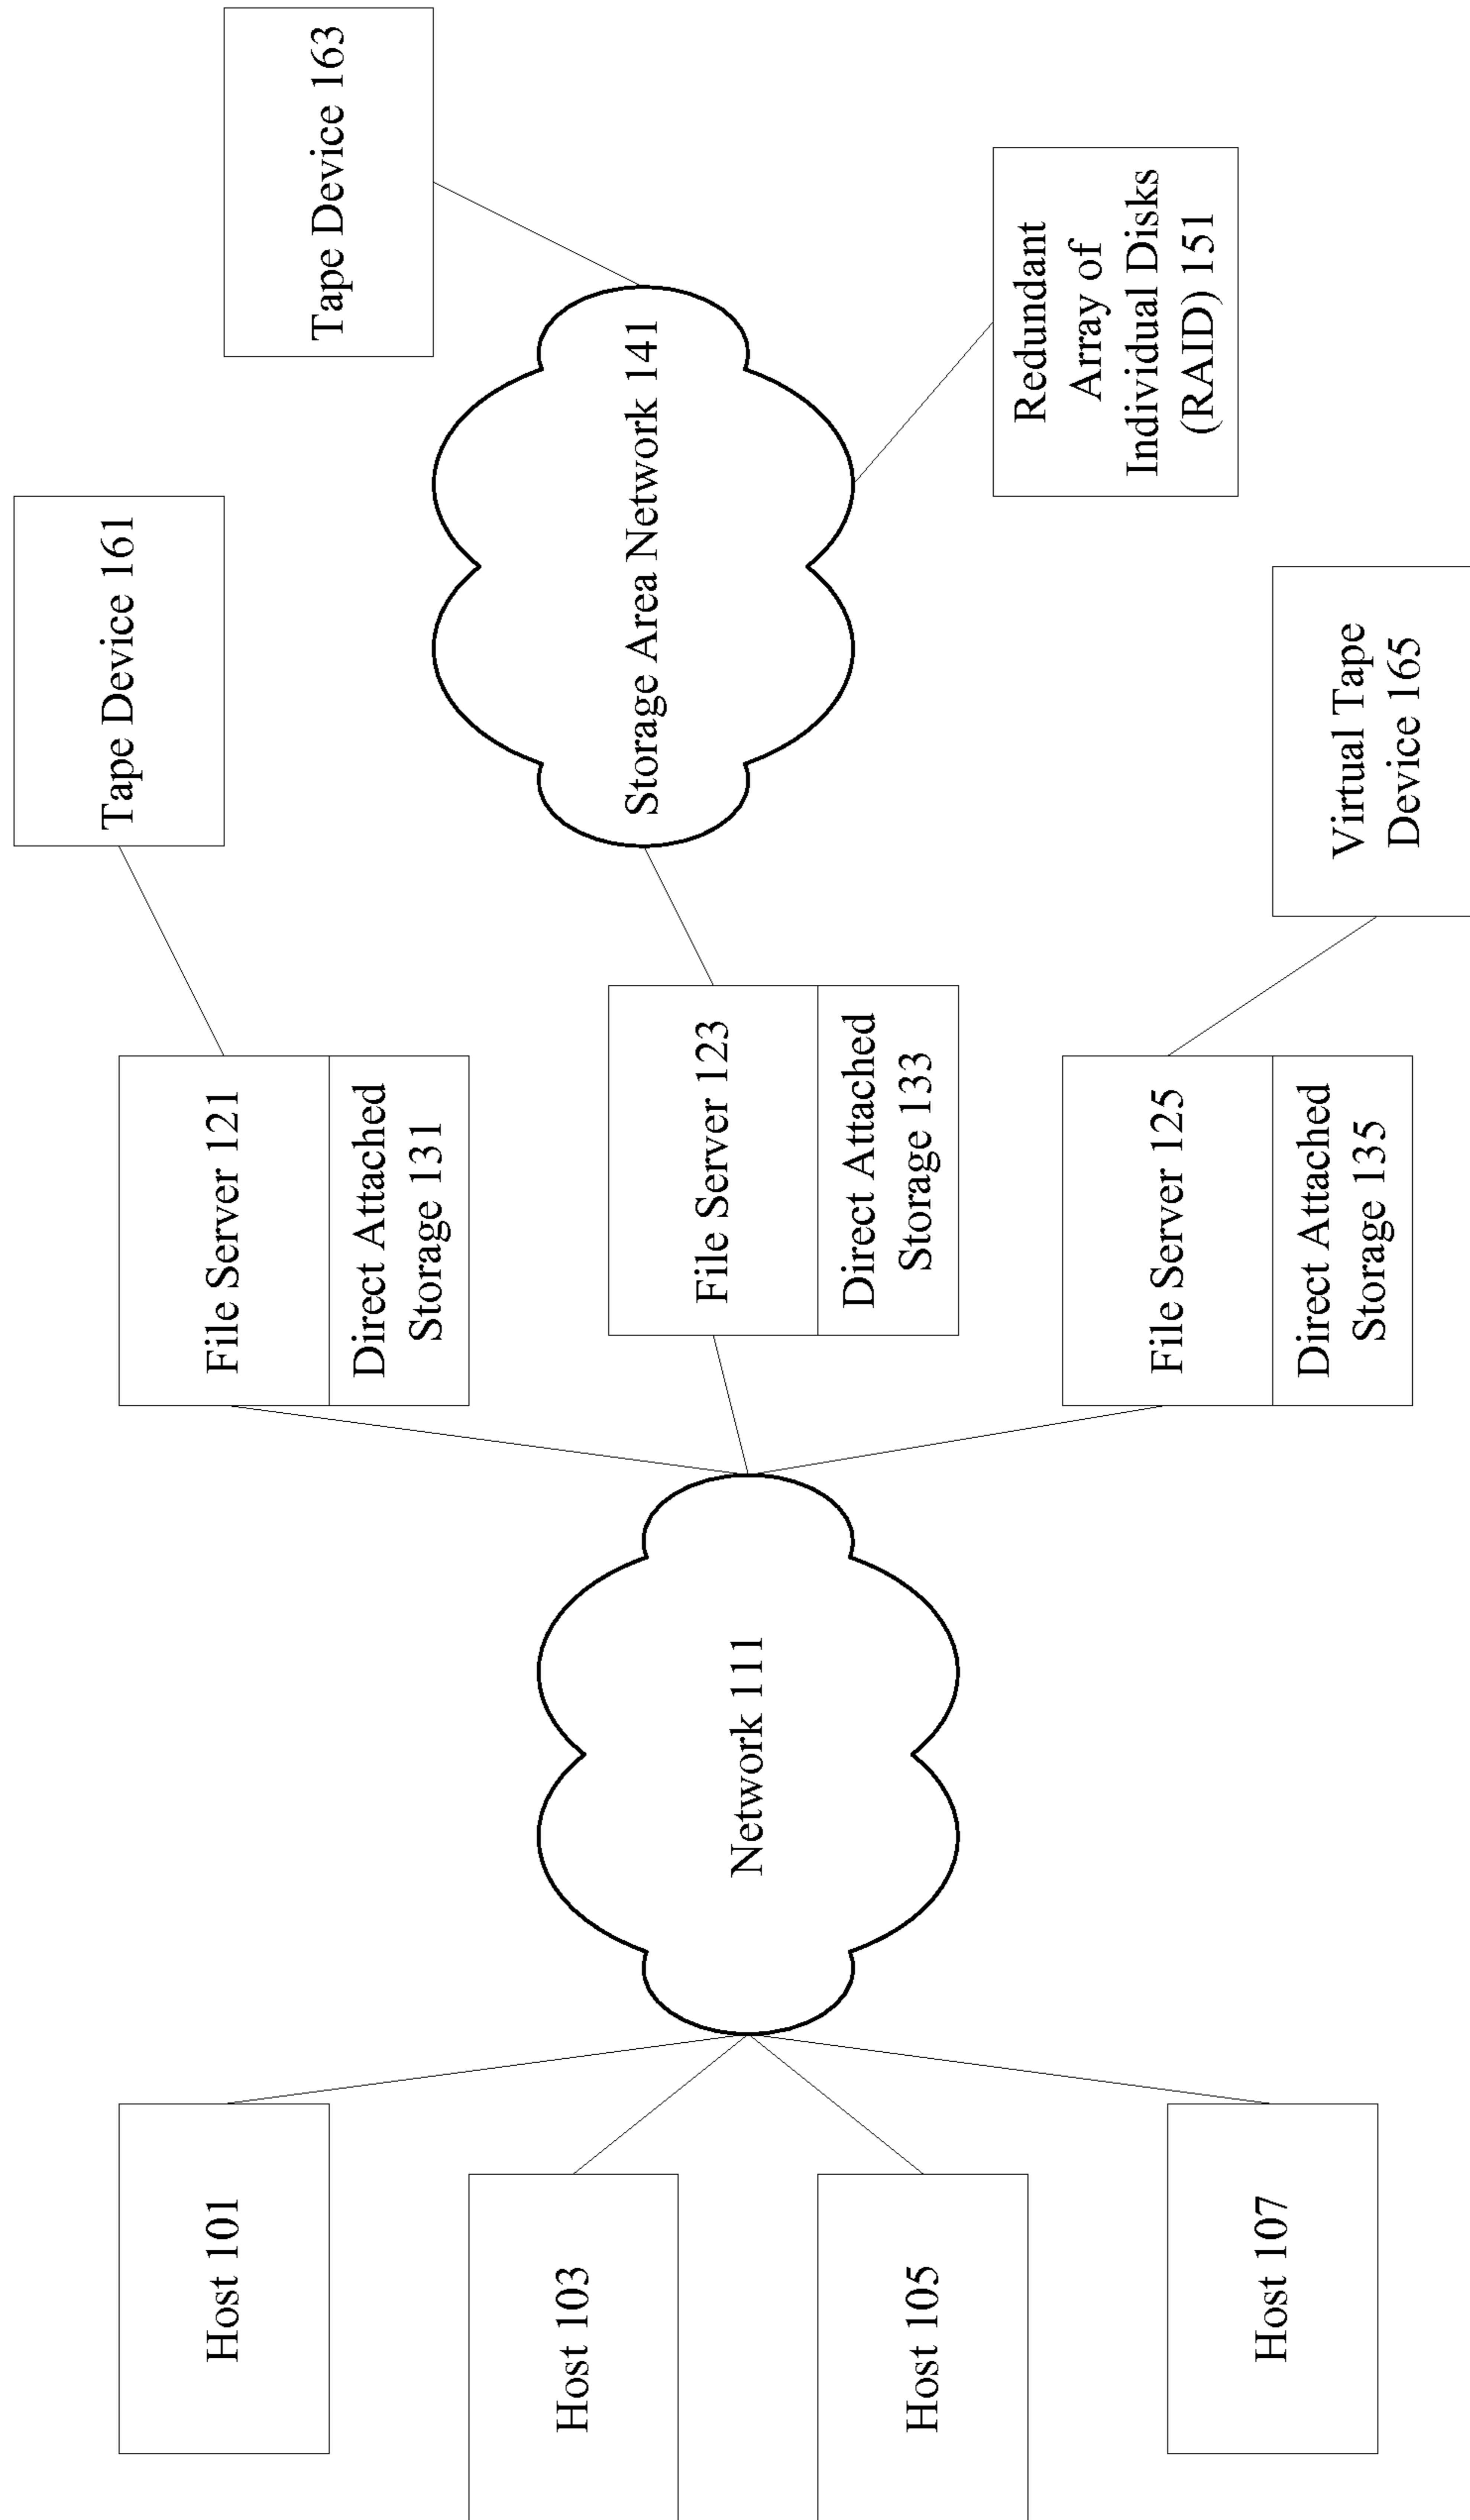 Tape Device 161
Tape Device 163
File Server 121
Direct Attached
Storage 131
Host 101
Storage Area Network 141
File Server 123
Direct Attached
Storage 133
Network 111
Host 103
Redundant
Array of
Individual Disks
(RAID) 151
Host 105
File Server 125
Direct Attached
Storage 135
Virtual Tape
Device 165
Host 107